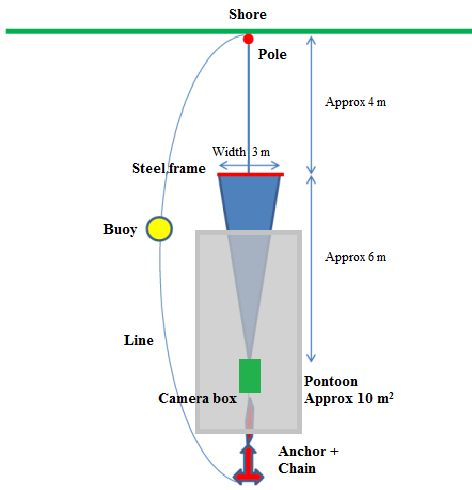 Shore
Pole
Approx 4 m
Width 3 m
Steel frame
Buoy
Approx 6 m
Line
Pontoon
Approx 10 m²
Camera box
Anchor +
Chain